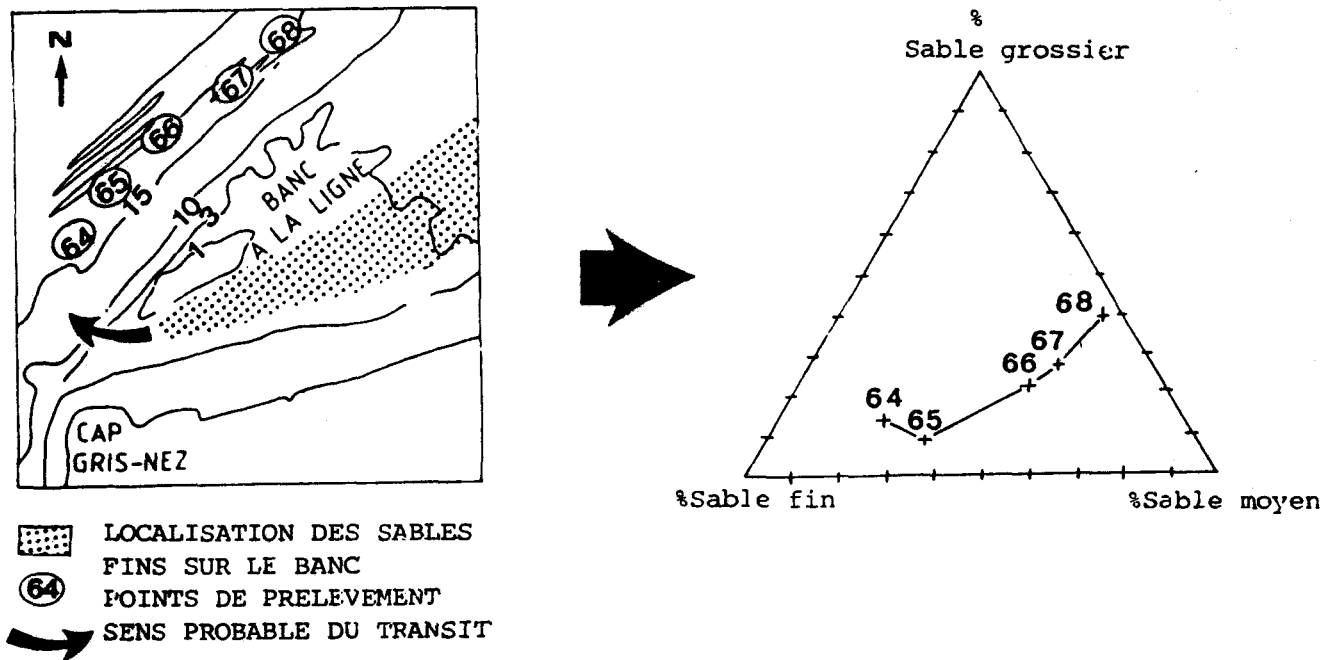 N
68
67
66
65
64
15
10
3
1
BANC
A LA LIGNE
CAP
GRIS-NEZ
LOCALISATION DES SABLES
FINS SUR LE BANC
64
POINTS DE PRELEVEMENT
SENS PROBABLE DU TRANSIT
%
Sable grossier
68
67
66
64
65
%Sable fin
%Sable moyen